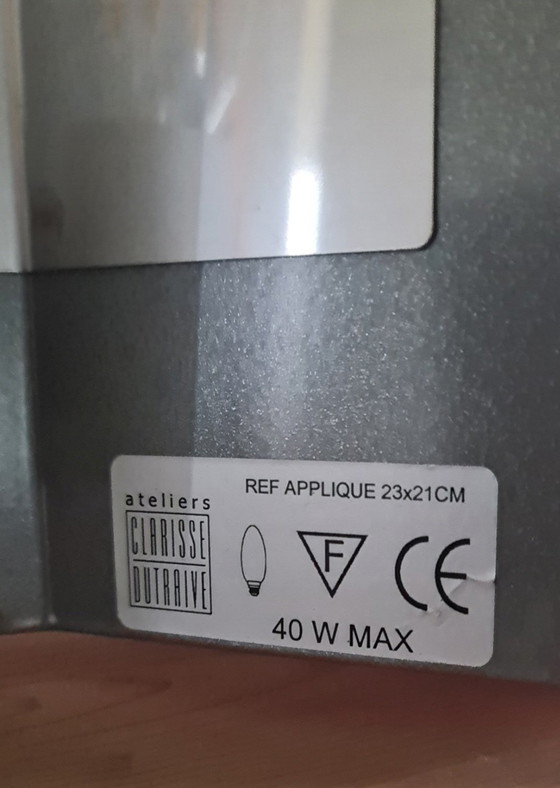 ateliers
CLARISSE
DUTRAIVE
REF APPLIQUE 23x21CM
F
CE
40 W MAX